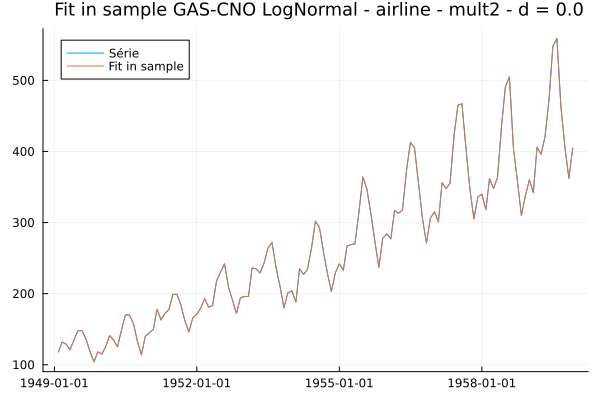 Fit in sample GAS-CNO LogNormal - airline - mult2 - d = 0.0
Série
Fit in sample
500
400
300
200
100
1949-01-01 1952-01-01 1955-01-01 1958-01-01